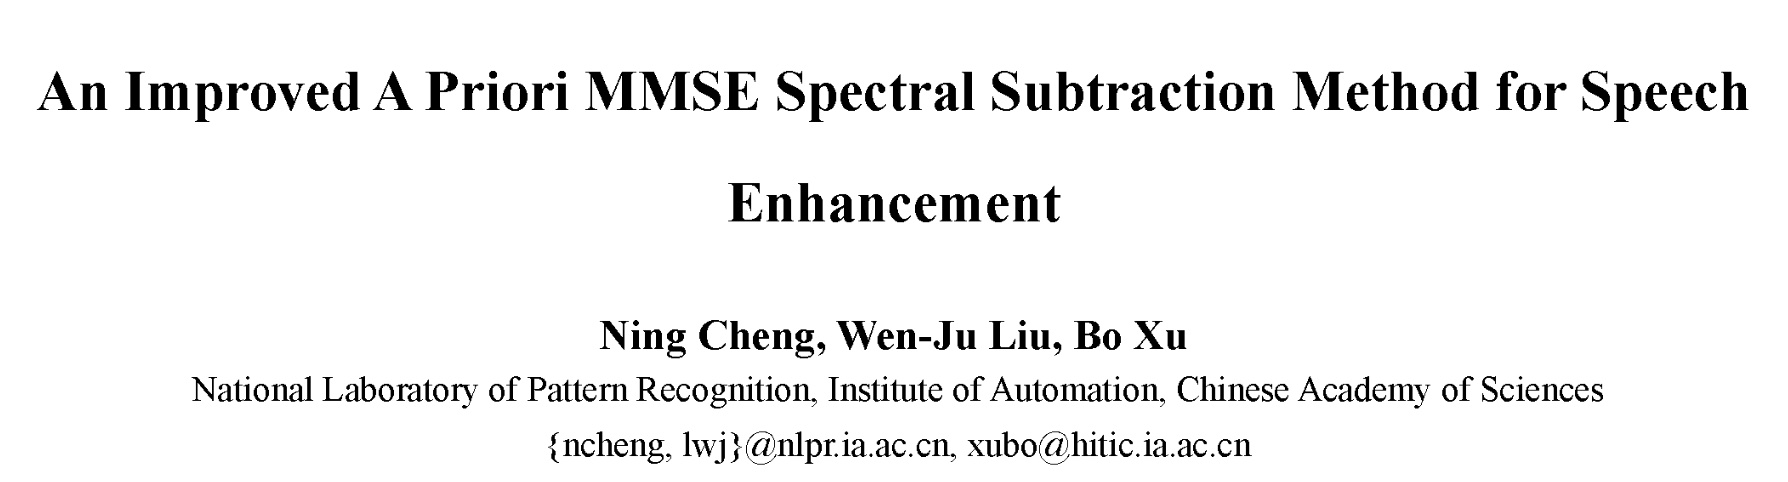 An Improved A Priori MMSE Spectral Subtraction Method for Speech
Enhancement
Ning Cheng, Wen-Ju Liu, Bo Xu
National Laboratory of Pattern Recognition, Institute of Automation, Chinese Academy of Sciences
{ncheng, lwj}@nlpr.ia.ac.cn, xubo@hitic.ia.ac.cn